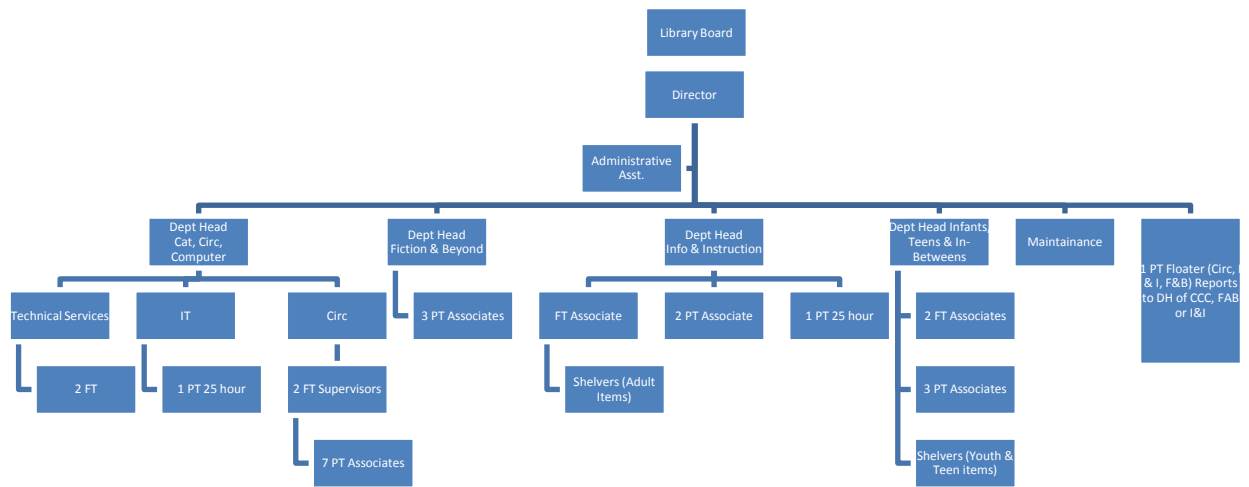 Library Board
Director
Administrative
Asst.
Dept Head
Cat, Circ,
Computer
Dept Head
Fiction & Beyond
Dept Head
Info & Instruction
Dept Head Infants,
Teens & In-
Betweens
Maintainance
1 PT Floater (Circ, I
& I, F&B) Reports
to DH of CCC, FAB
or I&I
Technical Services
IT
Circ
3 PT Associates
FT Associate
2 PT Associate
1 PT 25 hour
2 FT Associates
2 FT
1 PT 25 hour
2 FT Supervisors
Shelvers (Adult
Items)
3 PT Associates
7 PT Associates
Shelvers (Youth &
Teen items)